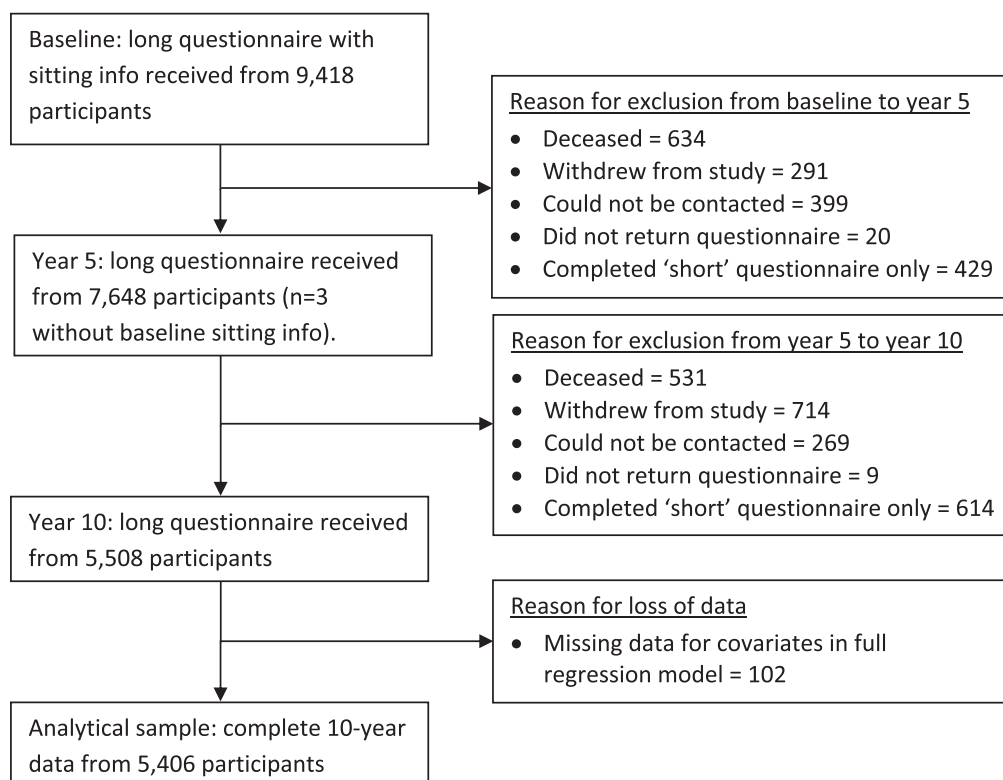 Baseline: long questionnaire with
sitting info received from 9,418
participants
Reason for exclusion from baseline to year 5
• Deceased = 634
• Withdrew from study = 291
• Could not be contacted = 399
• Did not return questionnaire = 20
• Completed ‘short’ questionnaire only = 429
Year 5: long questionnaire received
from 7,648 participants (n=3
without baseline sitting info).
Reason for exclusion from year 5 to year 10
• Deceased = 531
• Withdrew from study = 714
• Could not be contacted = 269
• Did not return questionnaire = 9
• Completed ‘short’ questionnaire only = 614
Year 10: long questionnaire received
from 5,508 participants
Reason for loss of data
• Missing data for covariates in full
regression model = 102
Analytical sample: complete 10-year
data from 5,406 participants